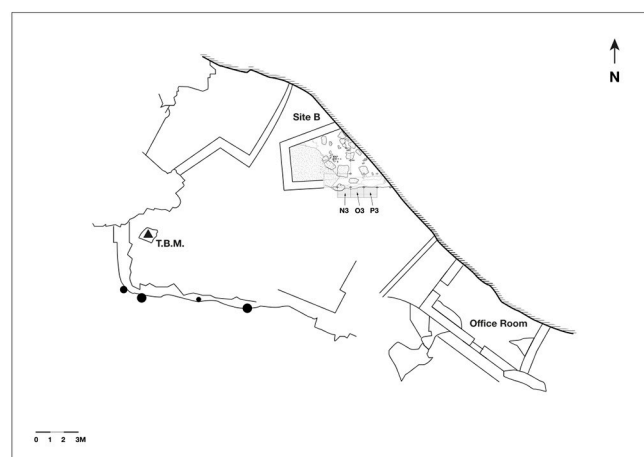 N
Site B
N3 O3 P3
T.B.M.
Office Room
0 1 2 3M